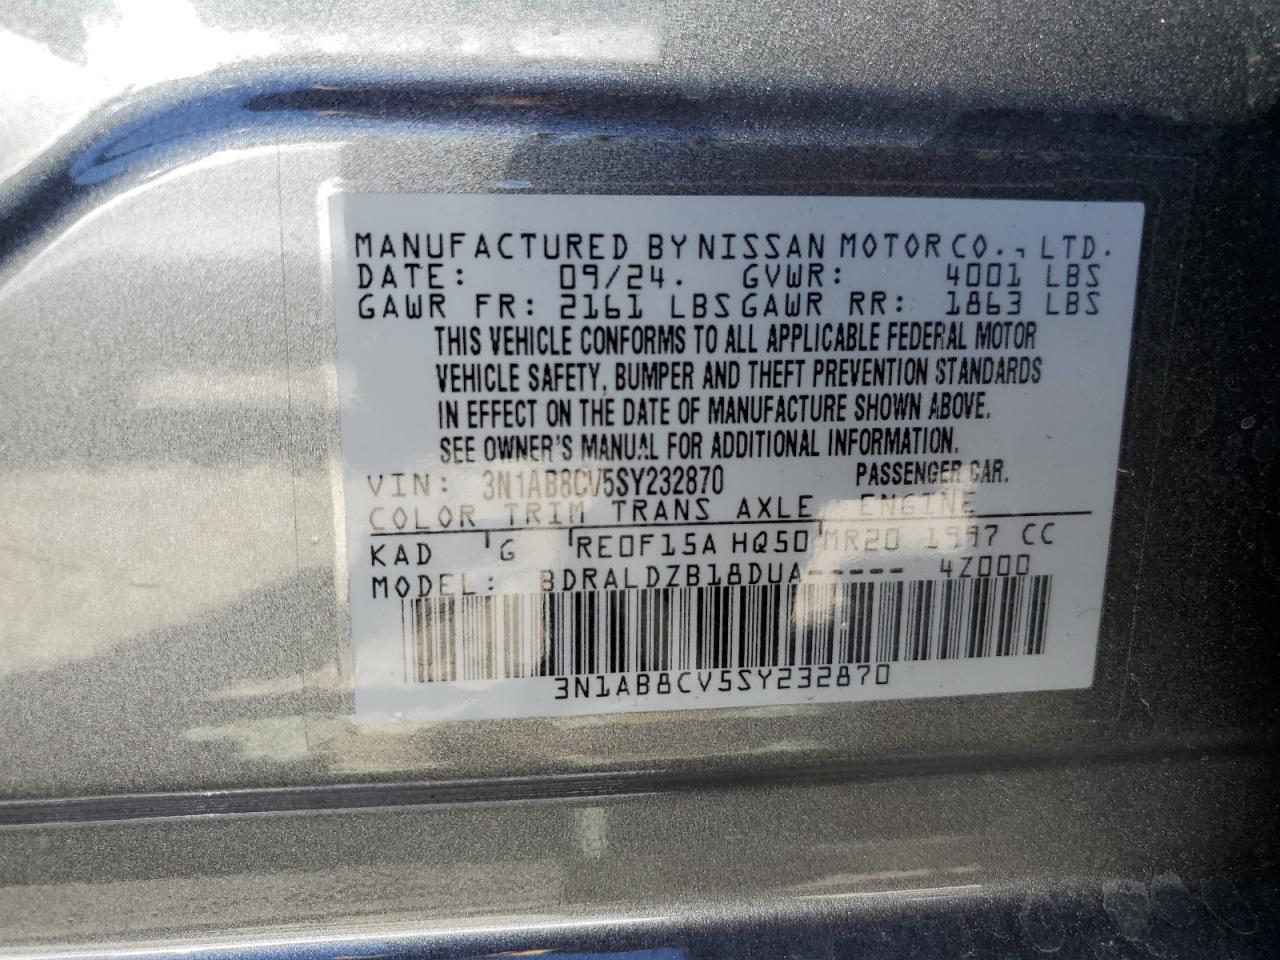 MANUFACTURED BY NISSAN MOTOR CO., LTD.
DATE: 09/24. GVWR: 4001 LBS
GAWR FR: 2161 LBS GAWR RR: 1863 LBS
THIS VEHICLE CONFORMS TO ALL APPLICABLE FEDERAL MOTOR
VEHICLE SAFETY, BUMPER AND THEFT PREVENTION STANDARDS
IN EFFECT ON THE DATE OF MANUFACTURE SHOWN ABOVE.
SEE OWNER'S MANUAL FOR ADDITIONAL INFORMATION.
VIN: 3N1AB8CV5SY232870 PASSENGER CAR.
COLOR TRIM TRANS AXLE ENGINE
KAD G RE0F15A HQ50 MR20 1997 CC
MODEL: BDRALDZB18DUA----- 4Z000
3N1AB8CV5SY232870